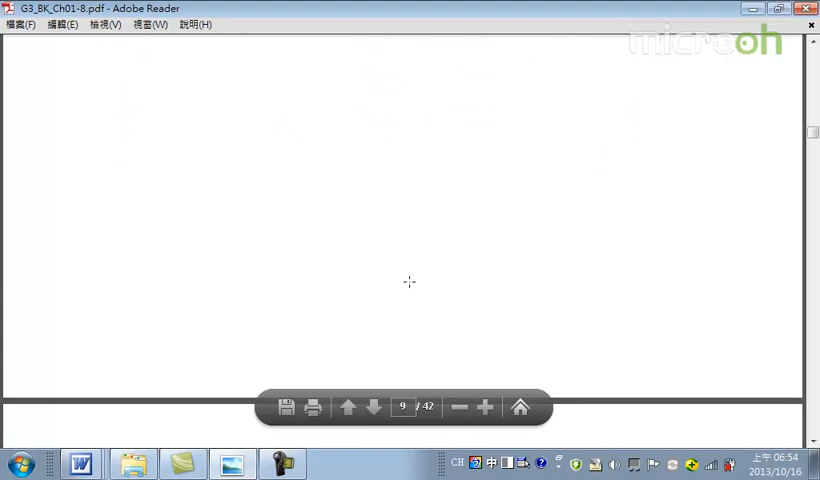 G3_BK_Ch01-8.pdf - Adobe Reader
檔案(F) 編輯(E) 檢視(V) 視窗(W) 說明(H)
microoh
9 / 42
CH 中
上午 06:54
2013/10/16